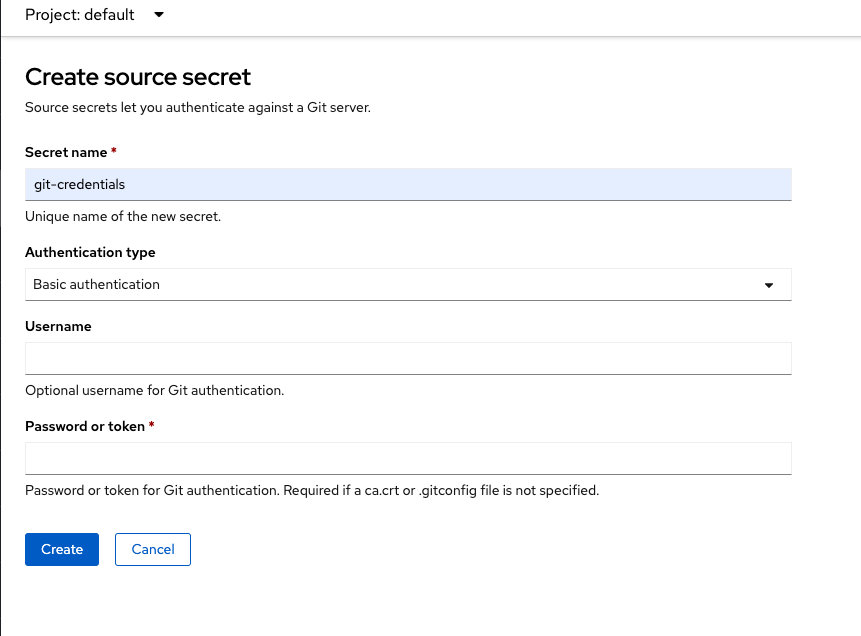 Project: default
Create source secret
Source secrets let you authenticate against a Git server.
Secret name *
git-credentials
Unique name of the new secret.
Authentication type
Basic authentication
Username
Optional username for Git authentication.
Password or token *
Password or token for Git authentication. Required if a ca.crt or .gitconfig file is not specified.
Create Cancel